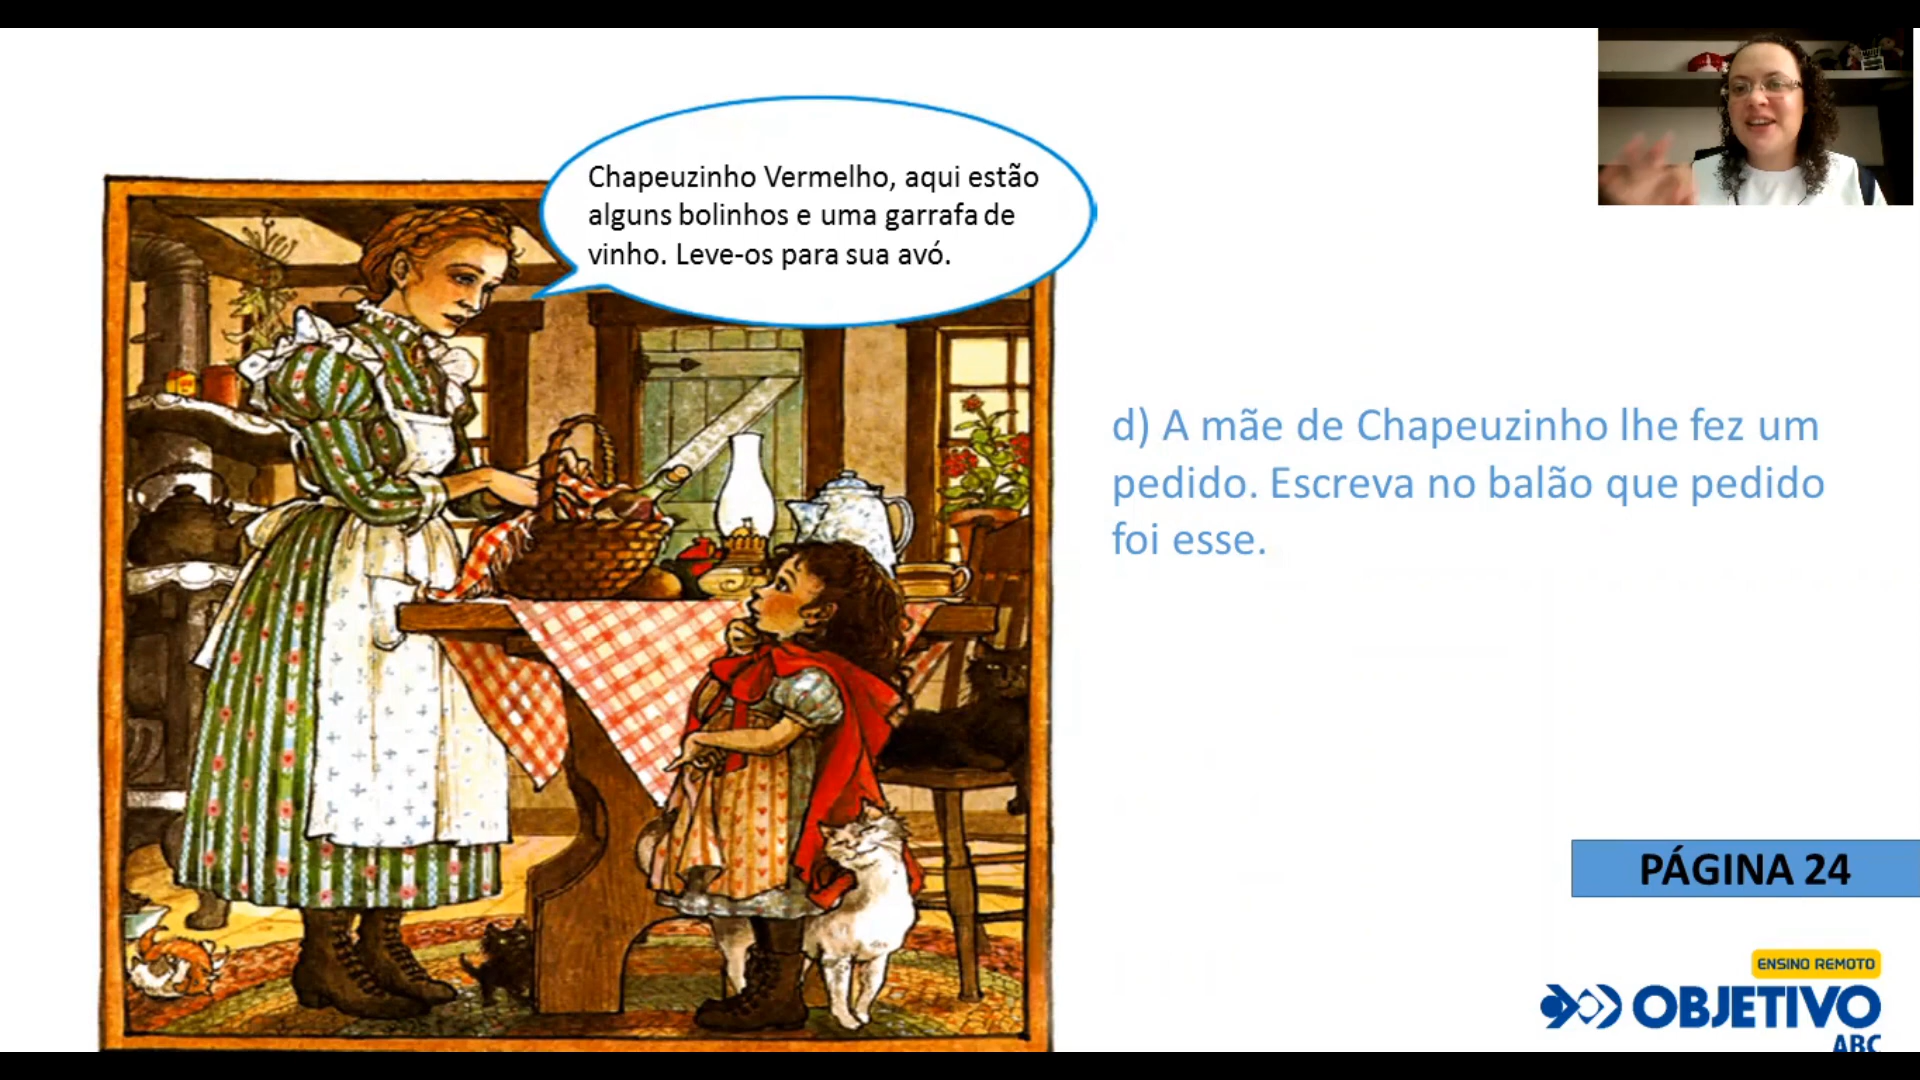 Chapeuzinho Vermelho, aqui estão
alguns bolinhos e uma garrafa de
vinho. Leve-os para sua avó.
d) A mãe de Chapeuzinho lhe fez um
pedido. Escreva no balão que pedido
foi esse.
PÁGINA 24
ENSINO REMOTO
OBJETIVO
ABC